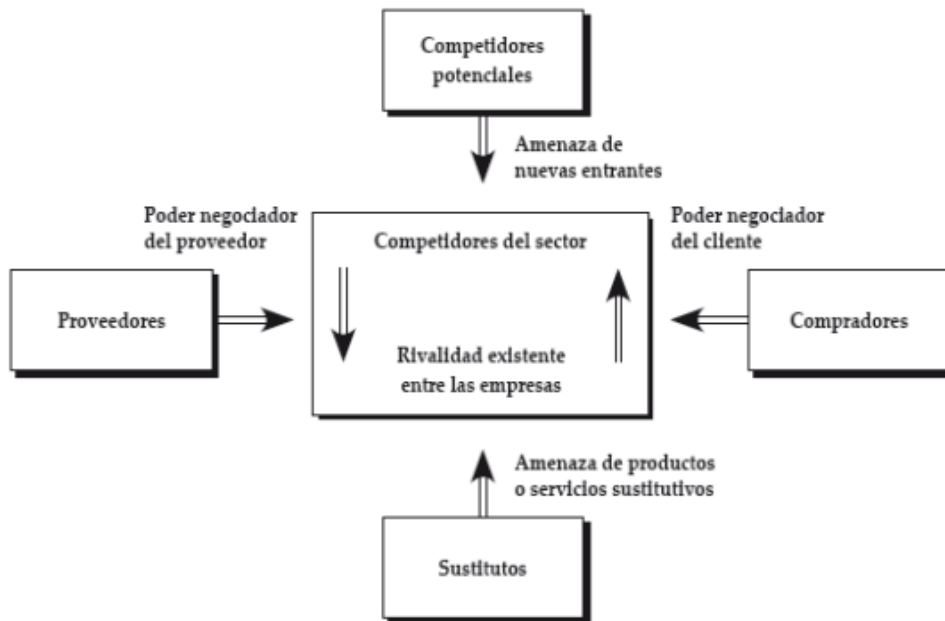 Competidores
potenciales
Amenaza de
nuevas entrantes
Poder negociador
del proveedor
Competidores del sector
Poder negociador
del cliente
Proveedores
Compradores
Rivalidad existente
entre las empresas
Amenaza de productos
o servicios sustitutivos
Sustitutos